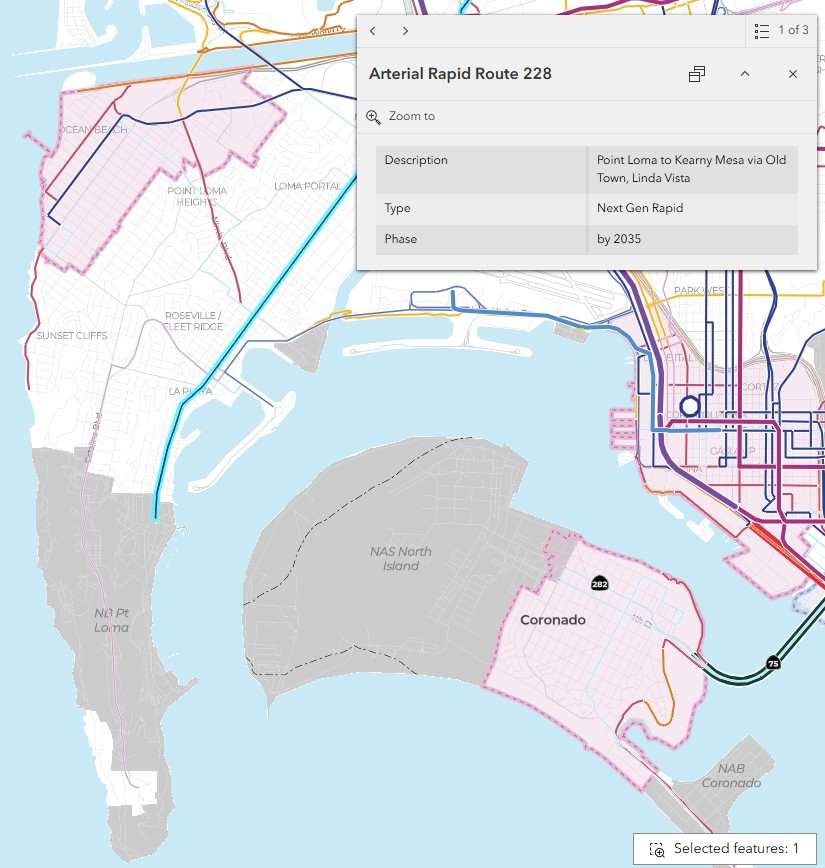 1 of 3
Arterial Rapid Route 228
Zoom to
Description
Point Loma to Kearny Mesa via Old
Town, Linda Vista
Type
Next Gen Rapid
Phase
by 2035
OCEAN BEACH
POINT LOMA
HEIGHTS
LOMA PORTAL
ROSEVILLE /
FLEET RIDGE
SUNSET CLIFFS
LA PLAYA
Catalina Blvd
PARK WEST
CORTEZ
NAS North
Island
NB Pt
Loma
282
Coronado
75
NAB
Coronado
Selected features: 1